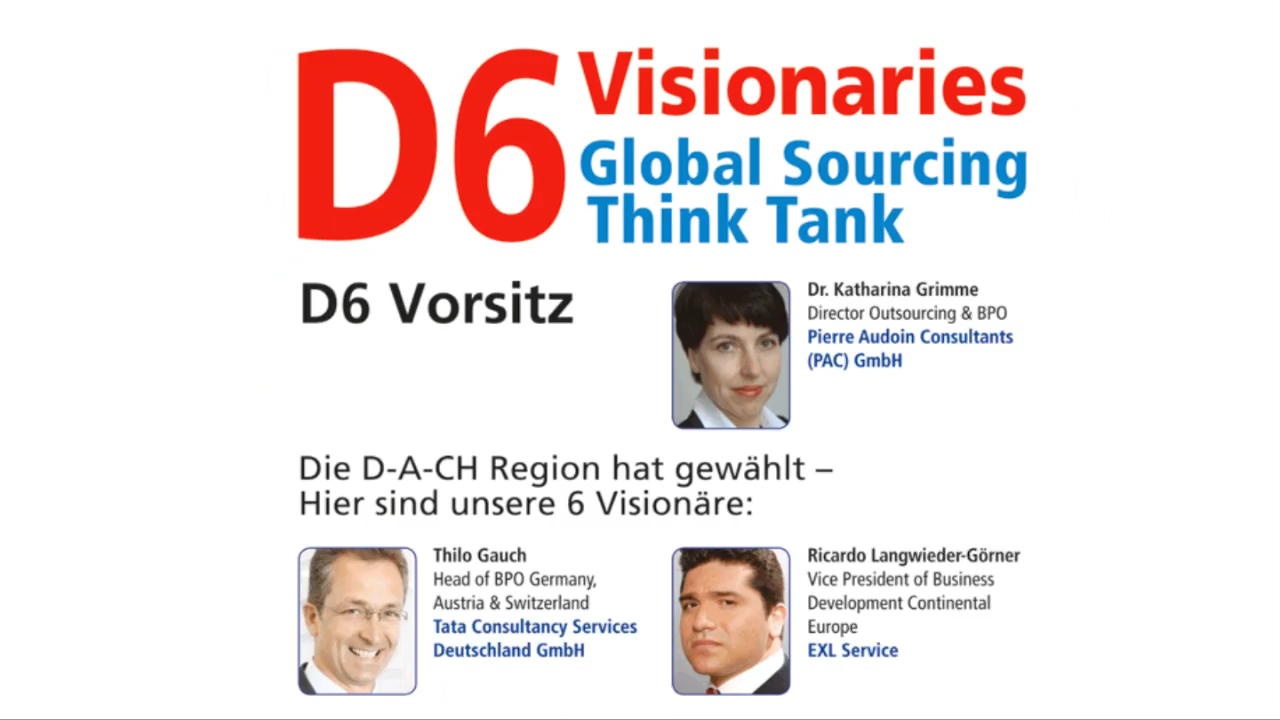 D6 Visionaries
Global Sourcing
Think Tank
D6 Vorsitz
Dr. Katharina Grimme
Director Outsourcing & BPO
Pierre Audoin Consultants
(PAC) GmbH
Die D-A-CH Region hat gewählt –
Hier sind unsere 6 Visionäre:
Thilo Gauch
Head of BPO Germany,
Austria & Switzerland
Tata Consultancy Services
Deutschland GmbH
Ricardo Langwieder-Görner
Vice President of Business
Development Continental
Europe
EXL Service